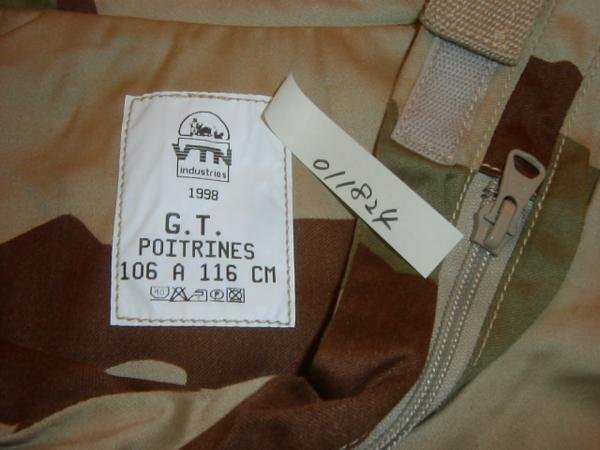 VTN
industries
1998
G.T.
POITRINES
106 A 116 CM
011824